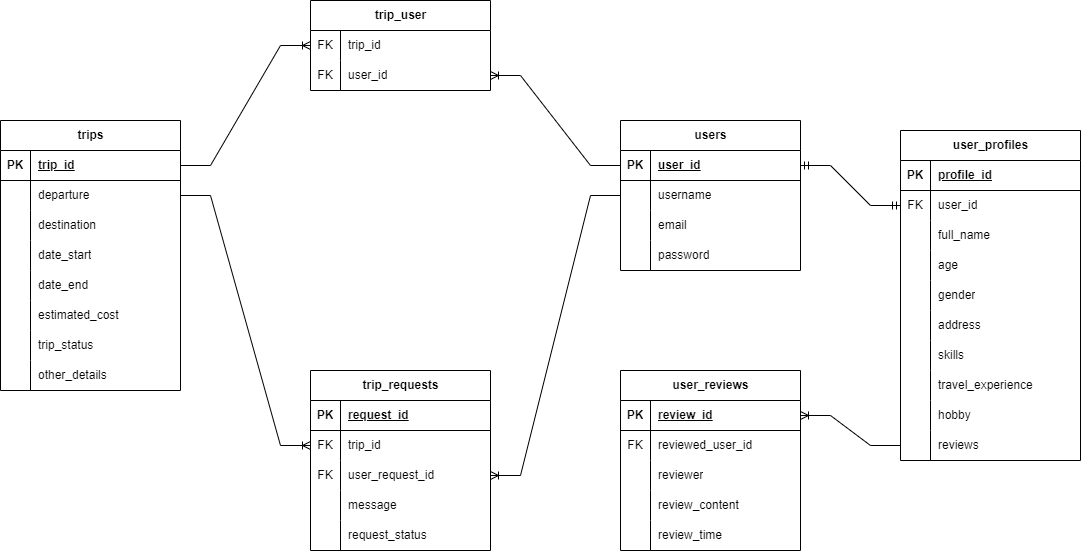 trip_user
FK trip_id
FK user_id
trips
PK trip_id
departure
destination
date_start
date_end
estimated_cost
trip_status
other_details
users
PK user_id
username
email
password
user_profiles
PK profile_id
FK user_id
full_name
age
gender
address
skills
travel_experience
hobby
reviews
trip_requests
PK request_id
FK trip_id
FK user_request_id
message
request_status
user_reviews
PK review_id
FK reviewed_user_id
reviewer
review_content
review_time